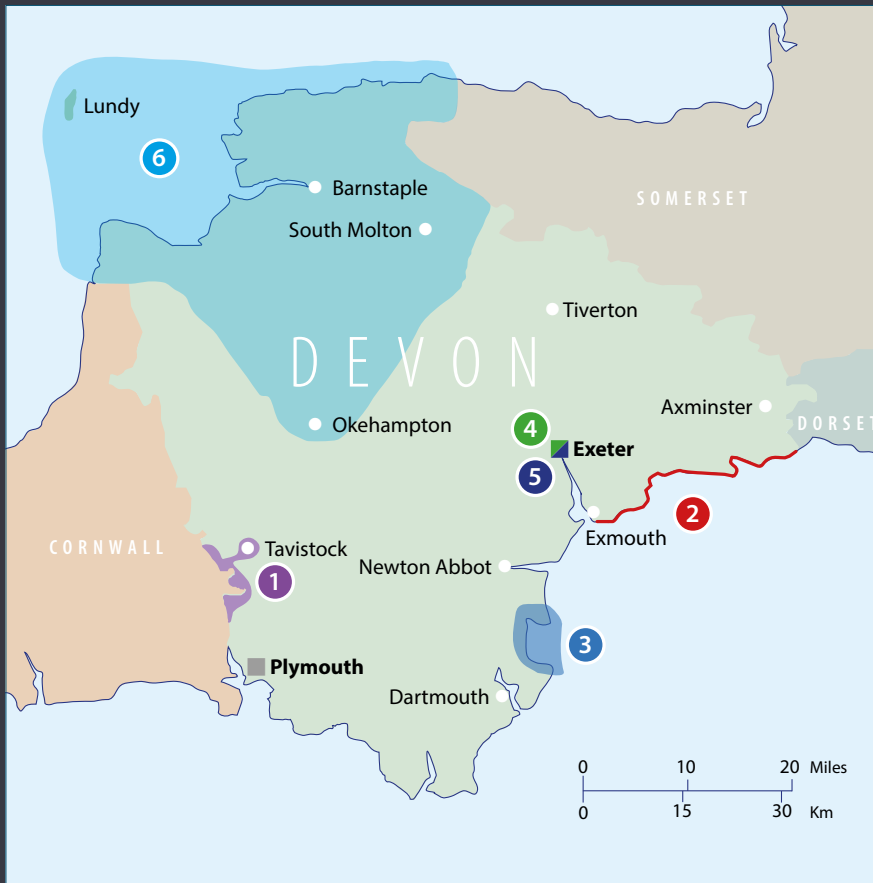 Lundy
6
Barnstaple
SOMERSET
South Molton
Tiverton
DEVON
Axminster
DORSET
Okehampton
4
Exeter
5
2
Exmouth
CORNWALL
Tavistock
Newton Abbot
1
3
Plymouth
Dartmouth
0 10 20 Miles
0 15 30 Km